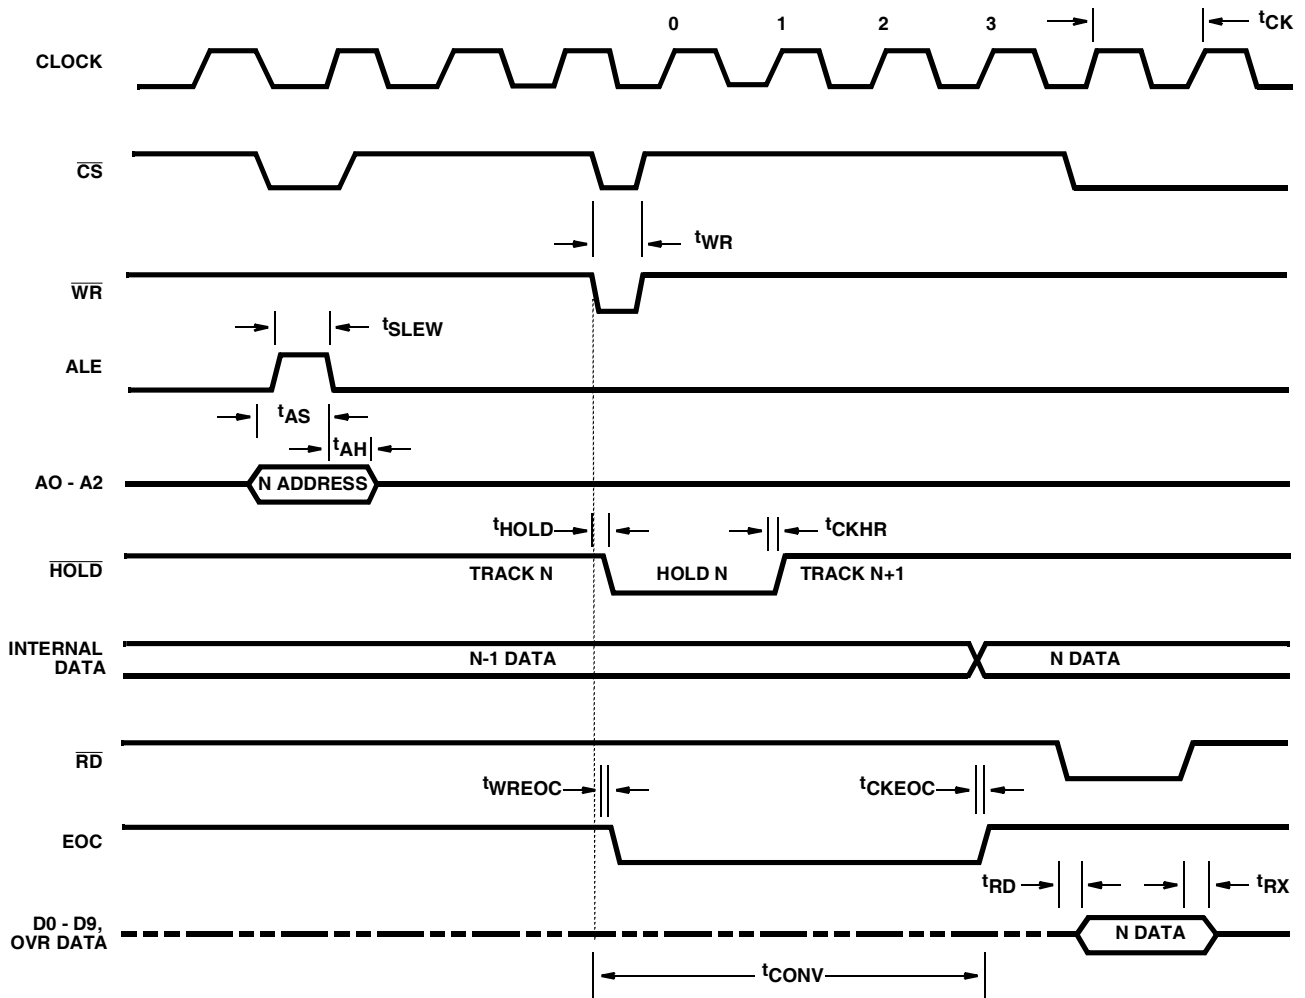 0 1 2 3 tCK
CLOCK
CS
tWR
WR
tSLEW
ALE
tAS
tAH
AO - A2 N ADDRESS
tHOLD tCKHR
HOLD TRACK N HOLD N TRACK N+1
INTERNAL
DATA
N-1 DATA N DATA
RD
tWREOC tCKEOC
EOC
tRD tRX
D0 - D9,
OVR DATA
N DATA
tCONV